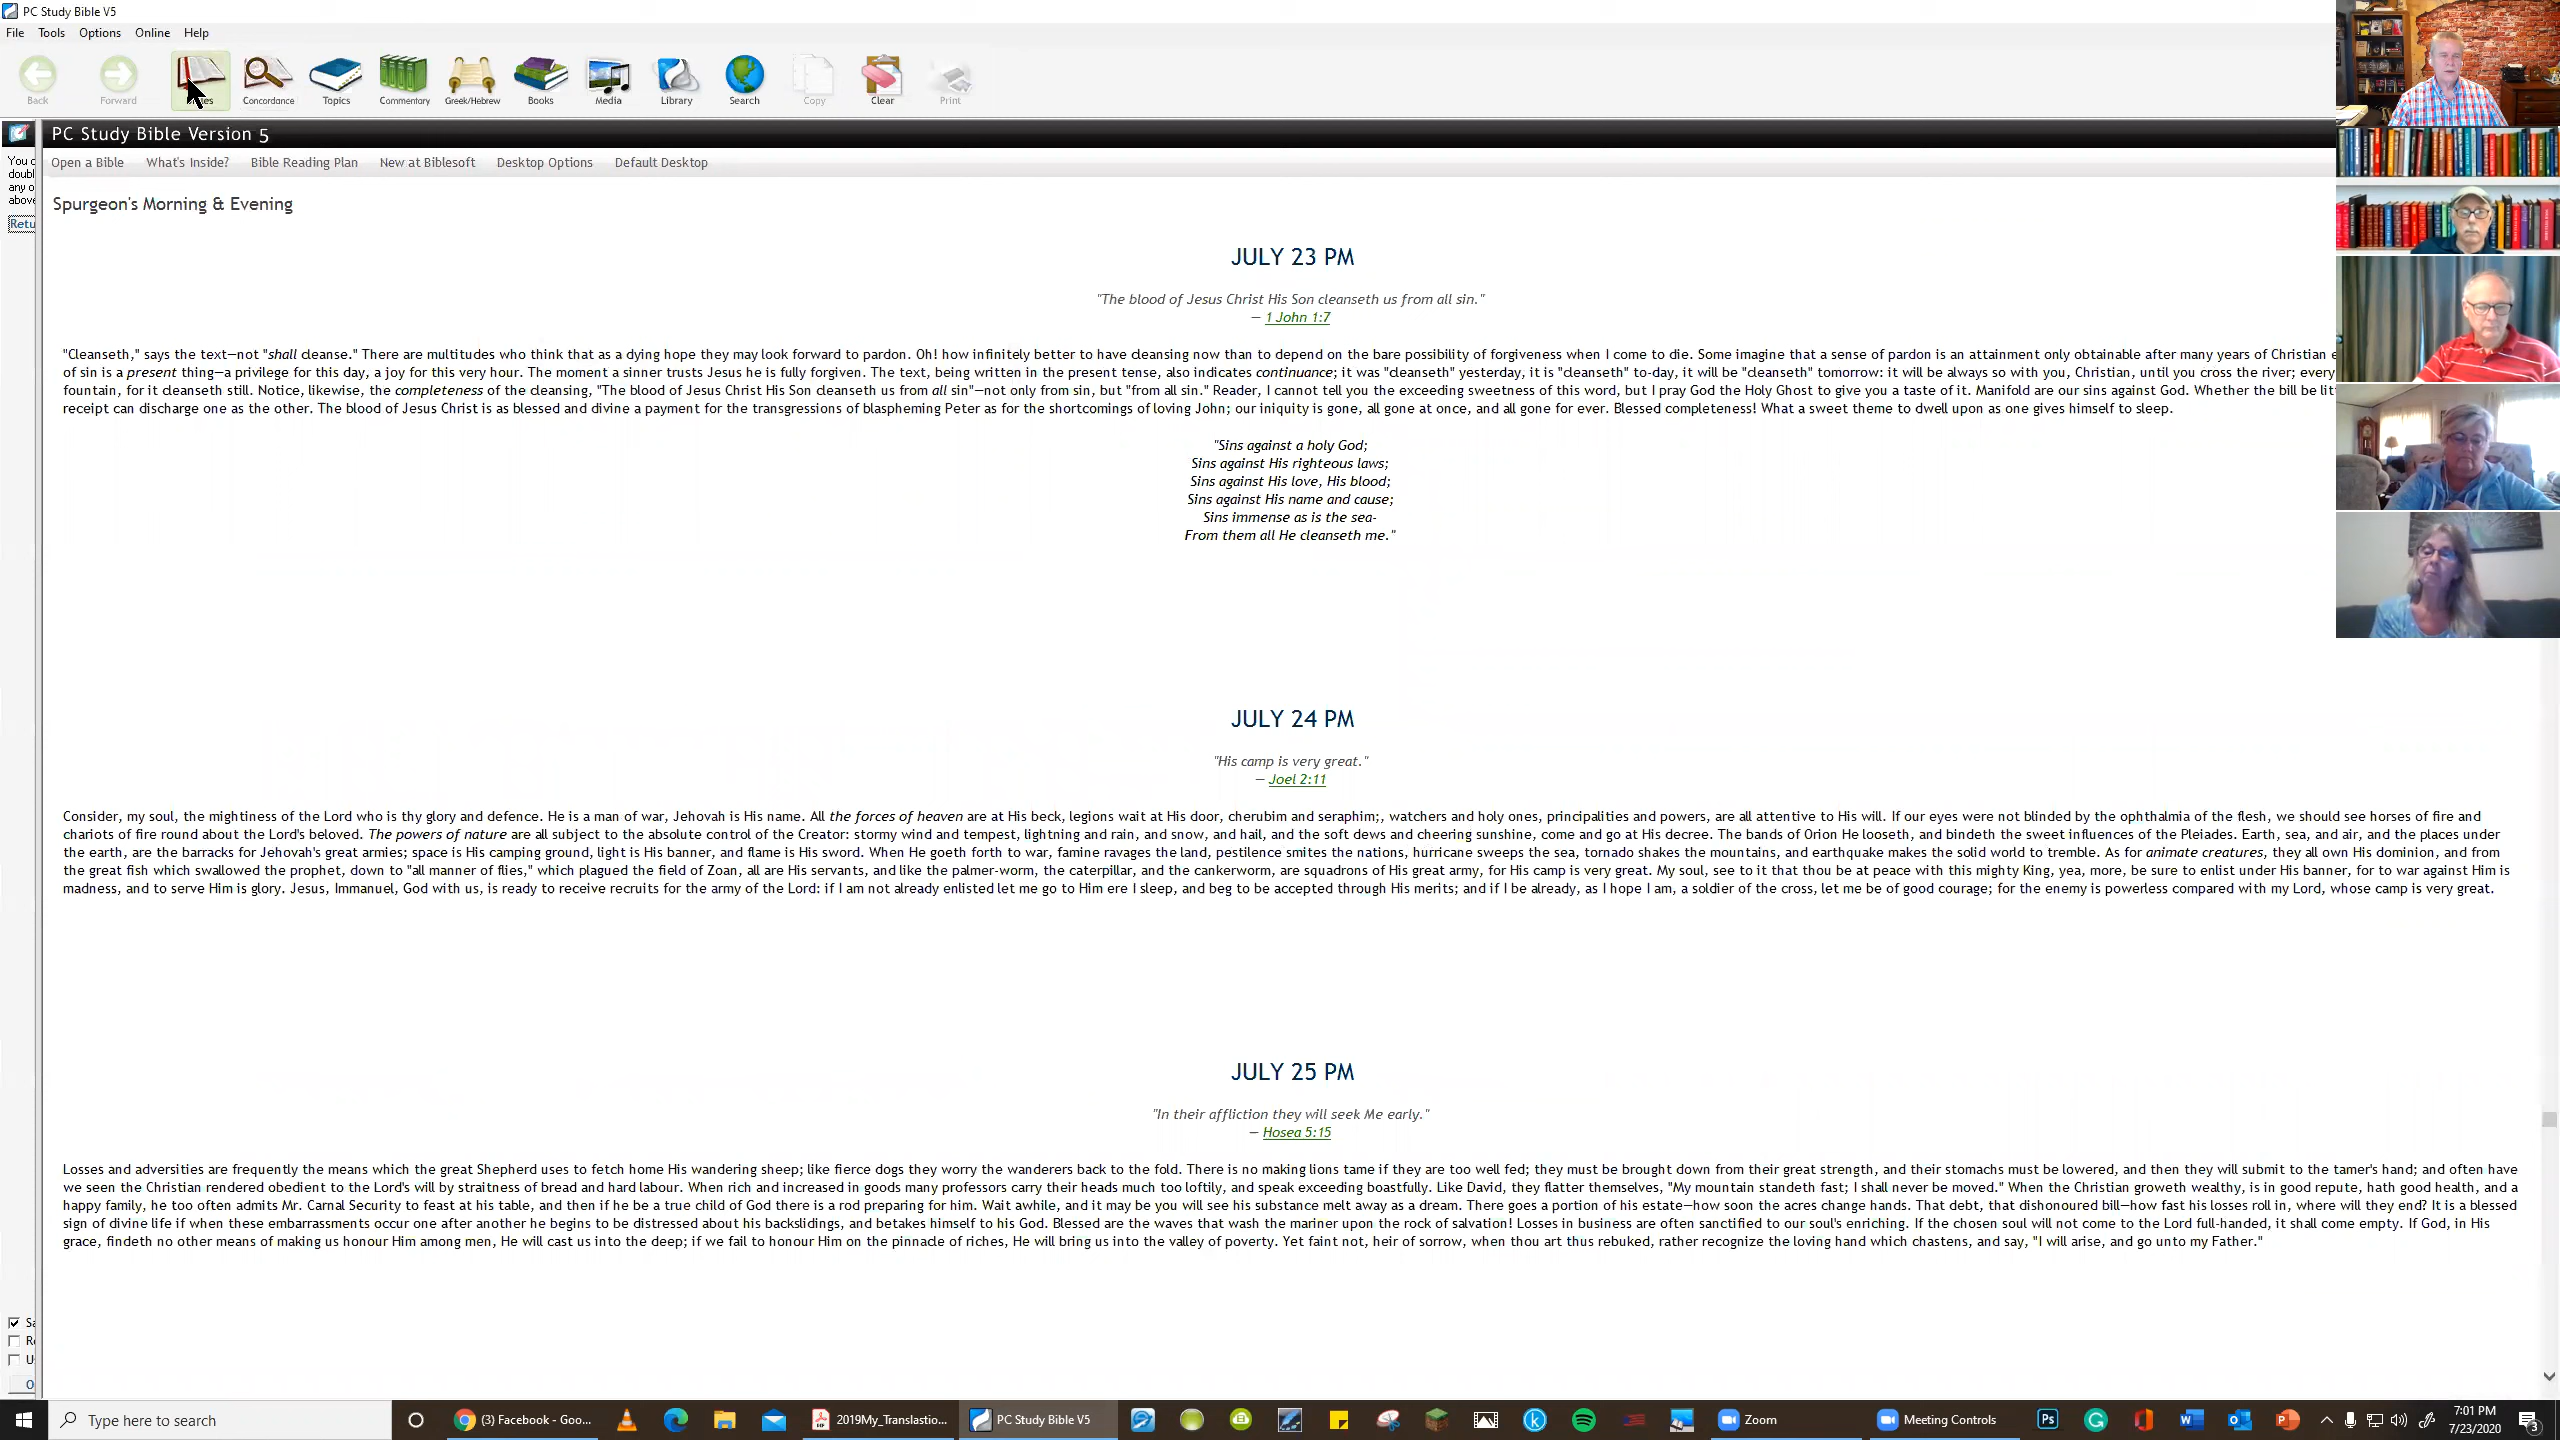 PC Study Bible V5
File Tools Options Online Help
Back Forward Concordance Topics Commentary Greek/Hebrew Books Media Library Search Copy Clear Print
PC Study Bible Version 5
Open a Bible What's Inside? Bible Reading Plan New at Biblesoft Desktop Options Default Desktop
You
doubl
any o
above
Retu
Spurgeon's Morning & Evening
JULY 23 PM
"The blood of Jesus Christ His Son cleanseth us from all sin."
— 1 John 1:7
"Cleanseth," says the text—not "shall cleanse." There are multitudes who think that as a dying hope they may look forward to pardon. Oh! how infinitely better to have cleansing now than to depend on the bare possibility of forgiveness when I come to die. Some imagine that a sense of pardon is an attainment only obtainable after many years of Christian e
of sin is a present thing—a privilege for this day, a joy for this very hour. The moment a sinner trusts Jesus he is fully forgiven. The text, being written in the present tense, also indicates continuance; it was "cleanseth" yesterday, it is "cleanseth" to-day, it will be "cleanseth" tomorrow: it will be always so with you, Christian, until you cross the river; every
fountain, for it cleanseth still. Notice, likewise, the completeness of the cleansing, "The blood of Jesus Christ His Son cleanseth us from all sin"—not only from sin, but "from all sin." Reader, I cannot tell you the exceeding sweetness of this word, but I pray God the Holy Ghost to give you a taste of it. Manifold are our sins against God. Whether the bill be lit
receipt can discharge one as the other. The blood of Jesus Christ is as blessed and divine a payment for the transgressions of blaspheming Peter as for the shortcomings of loving John; our iniquity is gone, all gone at once, and all gone for ever. Blessed completeness! What a sweet theme to dwell upon as one gives himself to sleep.
"Sins against a holy God;
Sins against His righteous laws;
Sins against His love, His blood;
Sins against His name and cause;
Sins immense as is the sea-
From them all He cleanseth me."
JULY 24 PM
"His camp is very great."
— Joel 2:11
Consider, my soul, the mightiness of the Lord who is thy glory and defence. He is a man of war, Jehovah is His name. All the forces of heaven are at His beck, legions wait at His door, cherubim and seraphim;, watchers and holy ones, principalities and powers, are all attentive to His will. If our eyes were not blinded by the ophthalmia of the flesh, we should see horses of fire and
chariots of fire round about the Lord's beloved. The powers of nature are all subject to the absolute control of the Creator: stormy wind and tempest, lightning and rain, and snow, and hail, and the soft dews and cheering sunshine, come and go at His decree. The bands of Orion He looseth, and bindeth the sweet influences of the Pleiades. Earth, sea, and air, and the places under
the earth, are the barracks for Jehovah's great armies; space is His camping ground, light is His banner, and flame is His sword. When He goeth forth to war, famine ravages the land, pestilence smites the nations, hurricane sweeps the sea, tornado shakes the mountains, and earthquake makes the solid world to tremble. As for animate creatures, they all own His dominion, and from
the great fish which swallowed the prophet, down to "all manner of flies," which plagued the field of Zoan, all are His servants, and like the palmer-worm, the caterpillar, and the cankerworm, are squadrons of His great army, for His camp is very great. My soul, see to it that thou be at peace with this mighty King, yea, more, be sure to enlist under His banner, for to war against Him is
madness, and to serve Him is glory. Jesus, Immanuel, God with us, is ready to receive recruits for the army of the Lord: if I am not already enlisted let me go to Him ere I sleep, and beg to be accepted through His merits; and if I be already, as I hope I am, a soldier of the cross, let me be of good courage; for the enemy is powerless compared with my Lord, whose camp is very great.
JULY 25 PM
"In their affliction they will seek Me early."
— Hosea 5:15
Losses and adversities are frequently the means which the great Shepherd uses to fetch home His wandering sheep; like fierce dogs they worry the wanderers back to the fold. There is no making lions tame if they are too well fed; they must be brought down from their great strength, and their stomachs must be lowered, and then they will submit to the tamer's hand; and often have
we seen the Christian rendered obedient to the Lord's will by straitness of bread and hard labour. When rich and increased in goods many professors carry their heads much too loftily, and speak exceeding boastfully. Like David, they flatter themselves, "My mountain standeth fast; I shall never be moved." When the Christian groweth wealthy, is in good repute, hath good health, and a
happy family, he too often admits Mr. Carnal Security to feast at his table, and then if he be a true child of God there is a rod preparing for him. Wait awhile, and it may be you will see his substance melt away as a dream. There goes a portion of his estate—how soon the acres change hands. That debt, that dishonoured bill—how fast his losses roll in, where will they end? It is a blessed
sign of divine life if when these embarrassments occur one after another he begins to be distressed about his backslidings, and betakes himself to his God. Blessed are the waves that wash the mariner upon the rock of salvation! Losses in business are often sanctified to our soul's enriching. If the chosen soul will not come to the Lord full-handed, it shall come empty. If God, in His
grace, findeth no other means of making us honour Him among men, He will cast us into the deep; if we fail to honour Him on the pinnacle of riches, He will bring us into the valley of poverty. Yet faint not, heir of sorrow, when thou art thus rebuked, rather recognize the loving hand which chastens, and say, "I will arise, and go unto my Father."
Type here to search
(3) Facebook - Goo...
2019My_Translastio...
PC Study Bible V5
Zoom
Meeting Controls
7:01 PM
7/23/2020